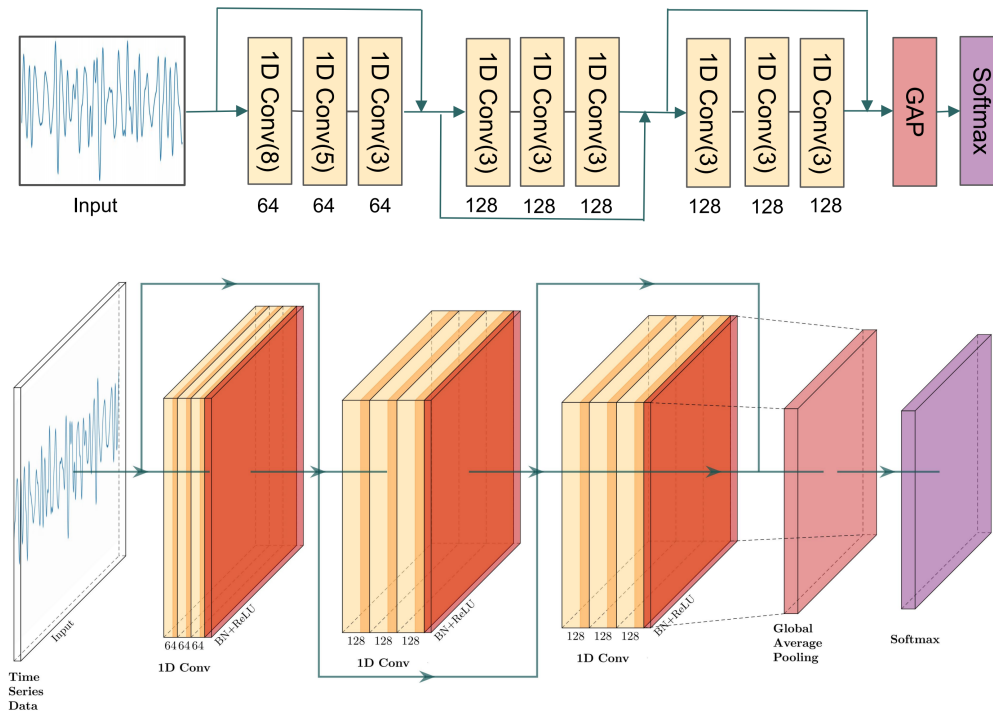 1D Conv(8)
1D Conv(5)
1D Conv(3)
1D Conv(3)
1D Conv(3)
1D Conv(3)
1D Conv(3)
1D Conv(3)
1D Conv(3)
GAP
Softmax
Input
64
64
64
128
128
128
128
128
128
Input
64 64 64
BN+ReLU
1D Conv
128 128 128
BN+ReLU
1D Conv
128 128 128
BN+ReLU
1D Conv
Global
Average
Pooling
Softmax
Time
Series
Data